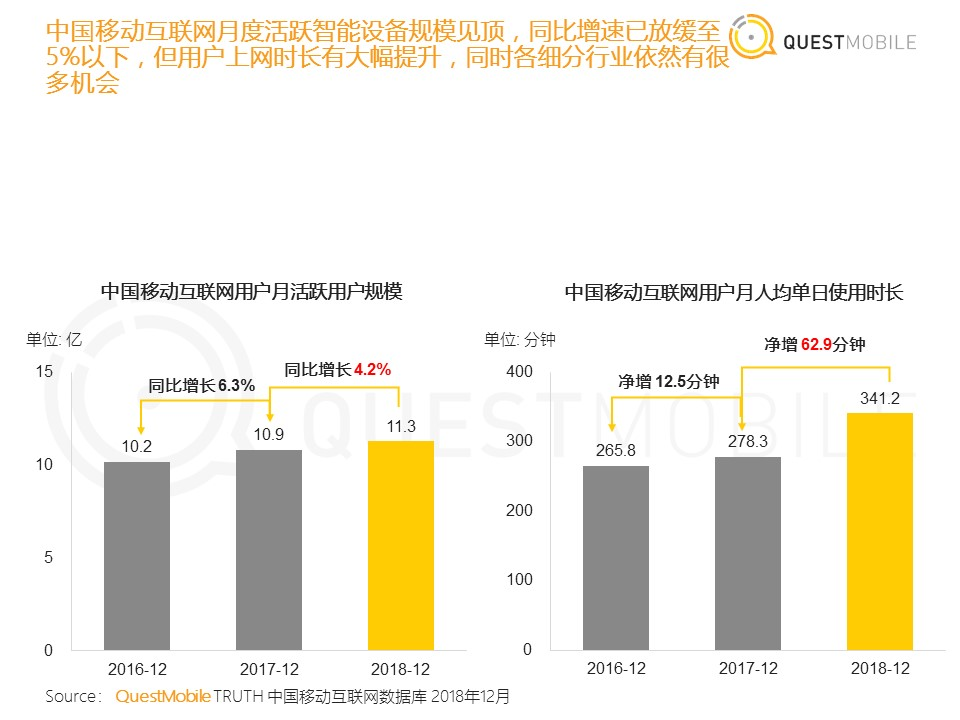 中国移动互联网月度活跃智能设备规模见顶，同比增速已放缓至
5%以下，但用户上网时长有大幅提升，同时各细分行业依然有很
多机会
QUESTMOBILE
中国移动互联网用户月活跃用户规模
单位: 亿
15
10
5
0
同比增长 6.3%
同比增长 4.2%
10.2
10.9
11.3
2016-12
2017-12
2018-12
中国移动互联网用户月人均单日使用时长
单位: 分钟
400
300
200
100
0
净增 12.5分钟
净增 62.9分钟
265.8
278.3
341.2
2016-12
2017-12
2018-12
QUESTMOBILE
Source： QuestMobile TRUTH 中国移动互联网数据库 2018年12月